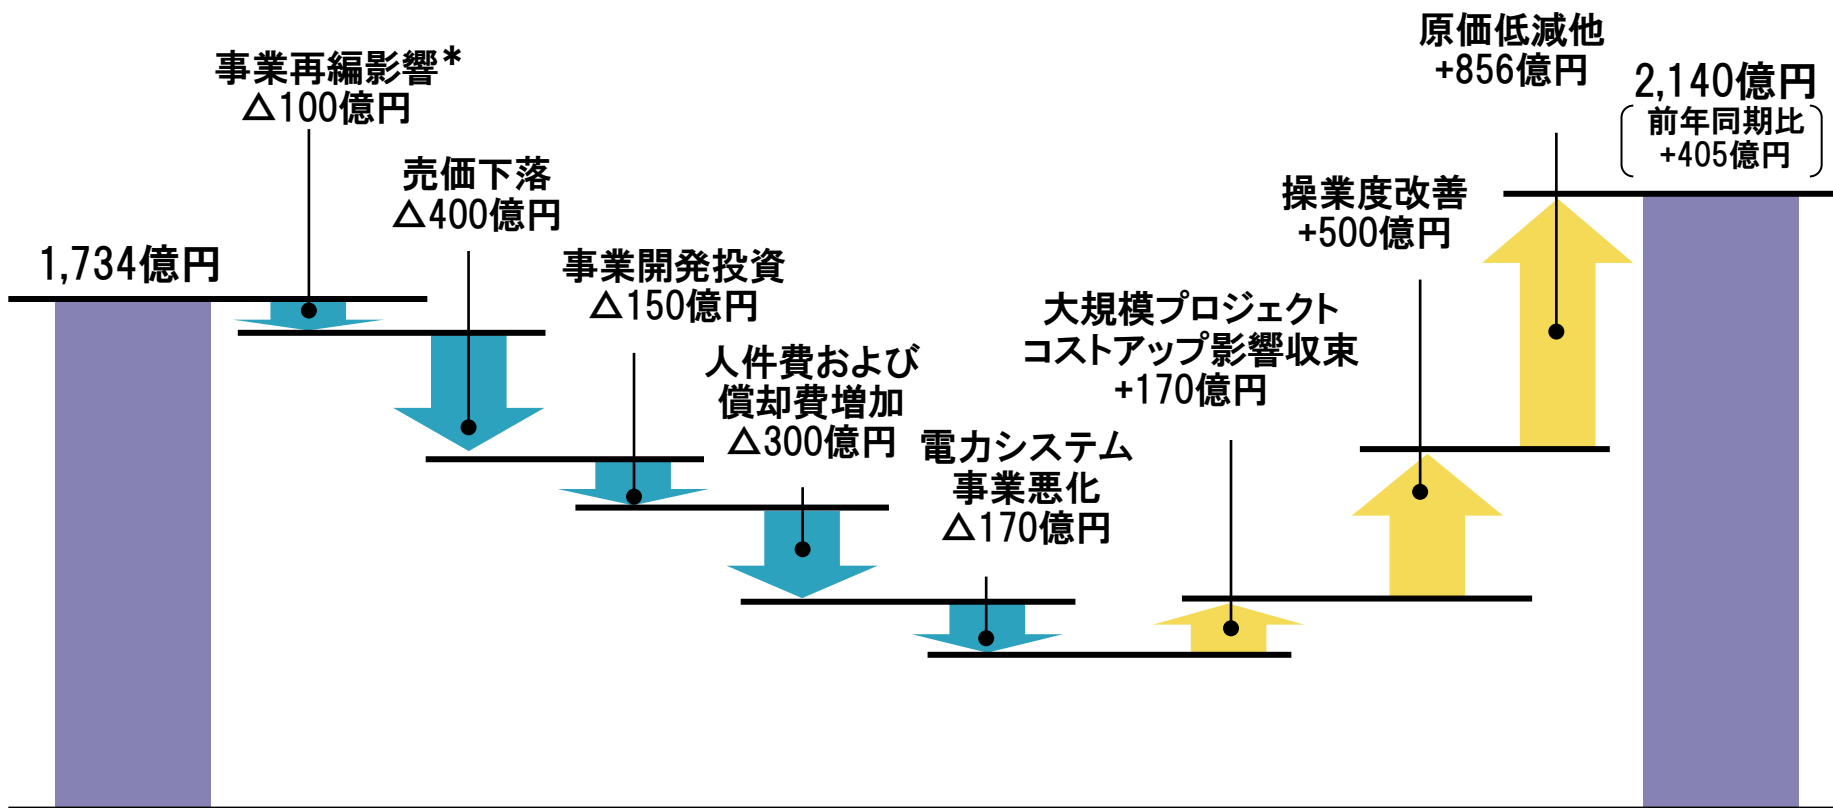 1,734億円
事業再編影響*
△100億円
売価下落
△400億円
事業開発投資
△150億円
人件費および
償却費増加
△300億円
電力システム
事業悪化
△170億円
大規模プロジェクト
コストアップ影響収束
+170億円
操業度改善
+500億円
原価低減他
+856億円
2,140億円
前年同期比
+405億円